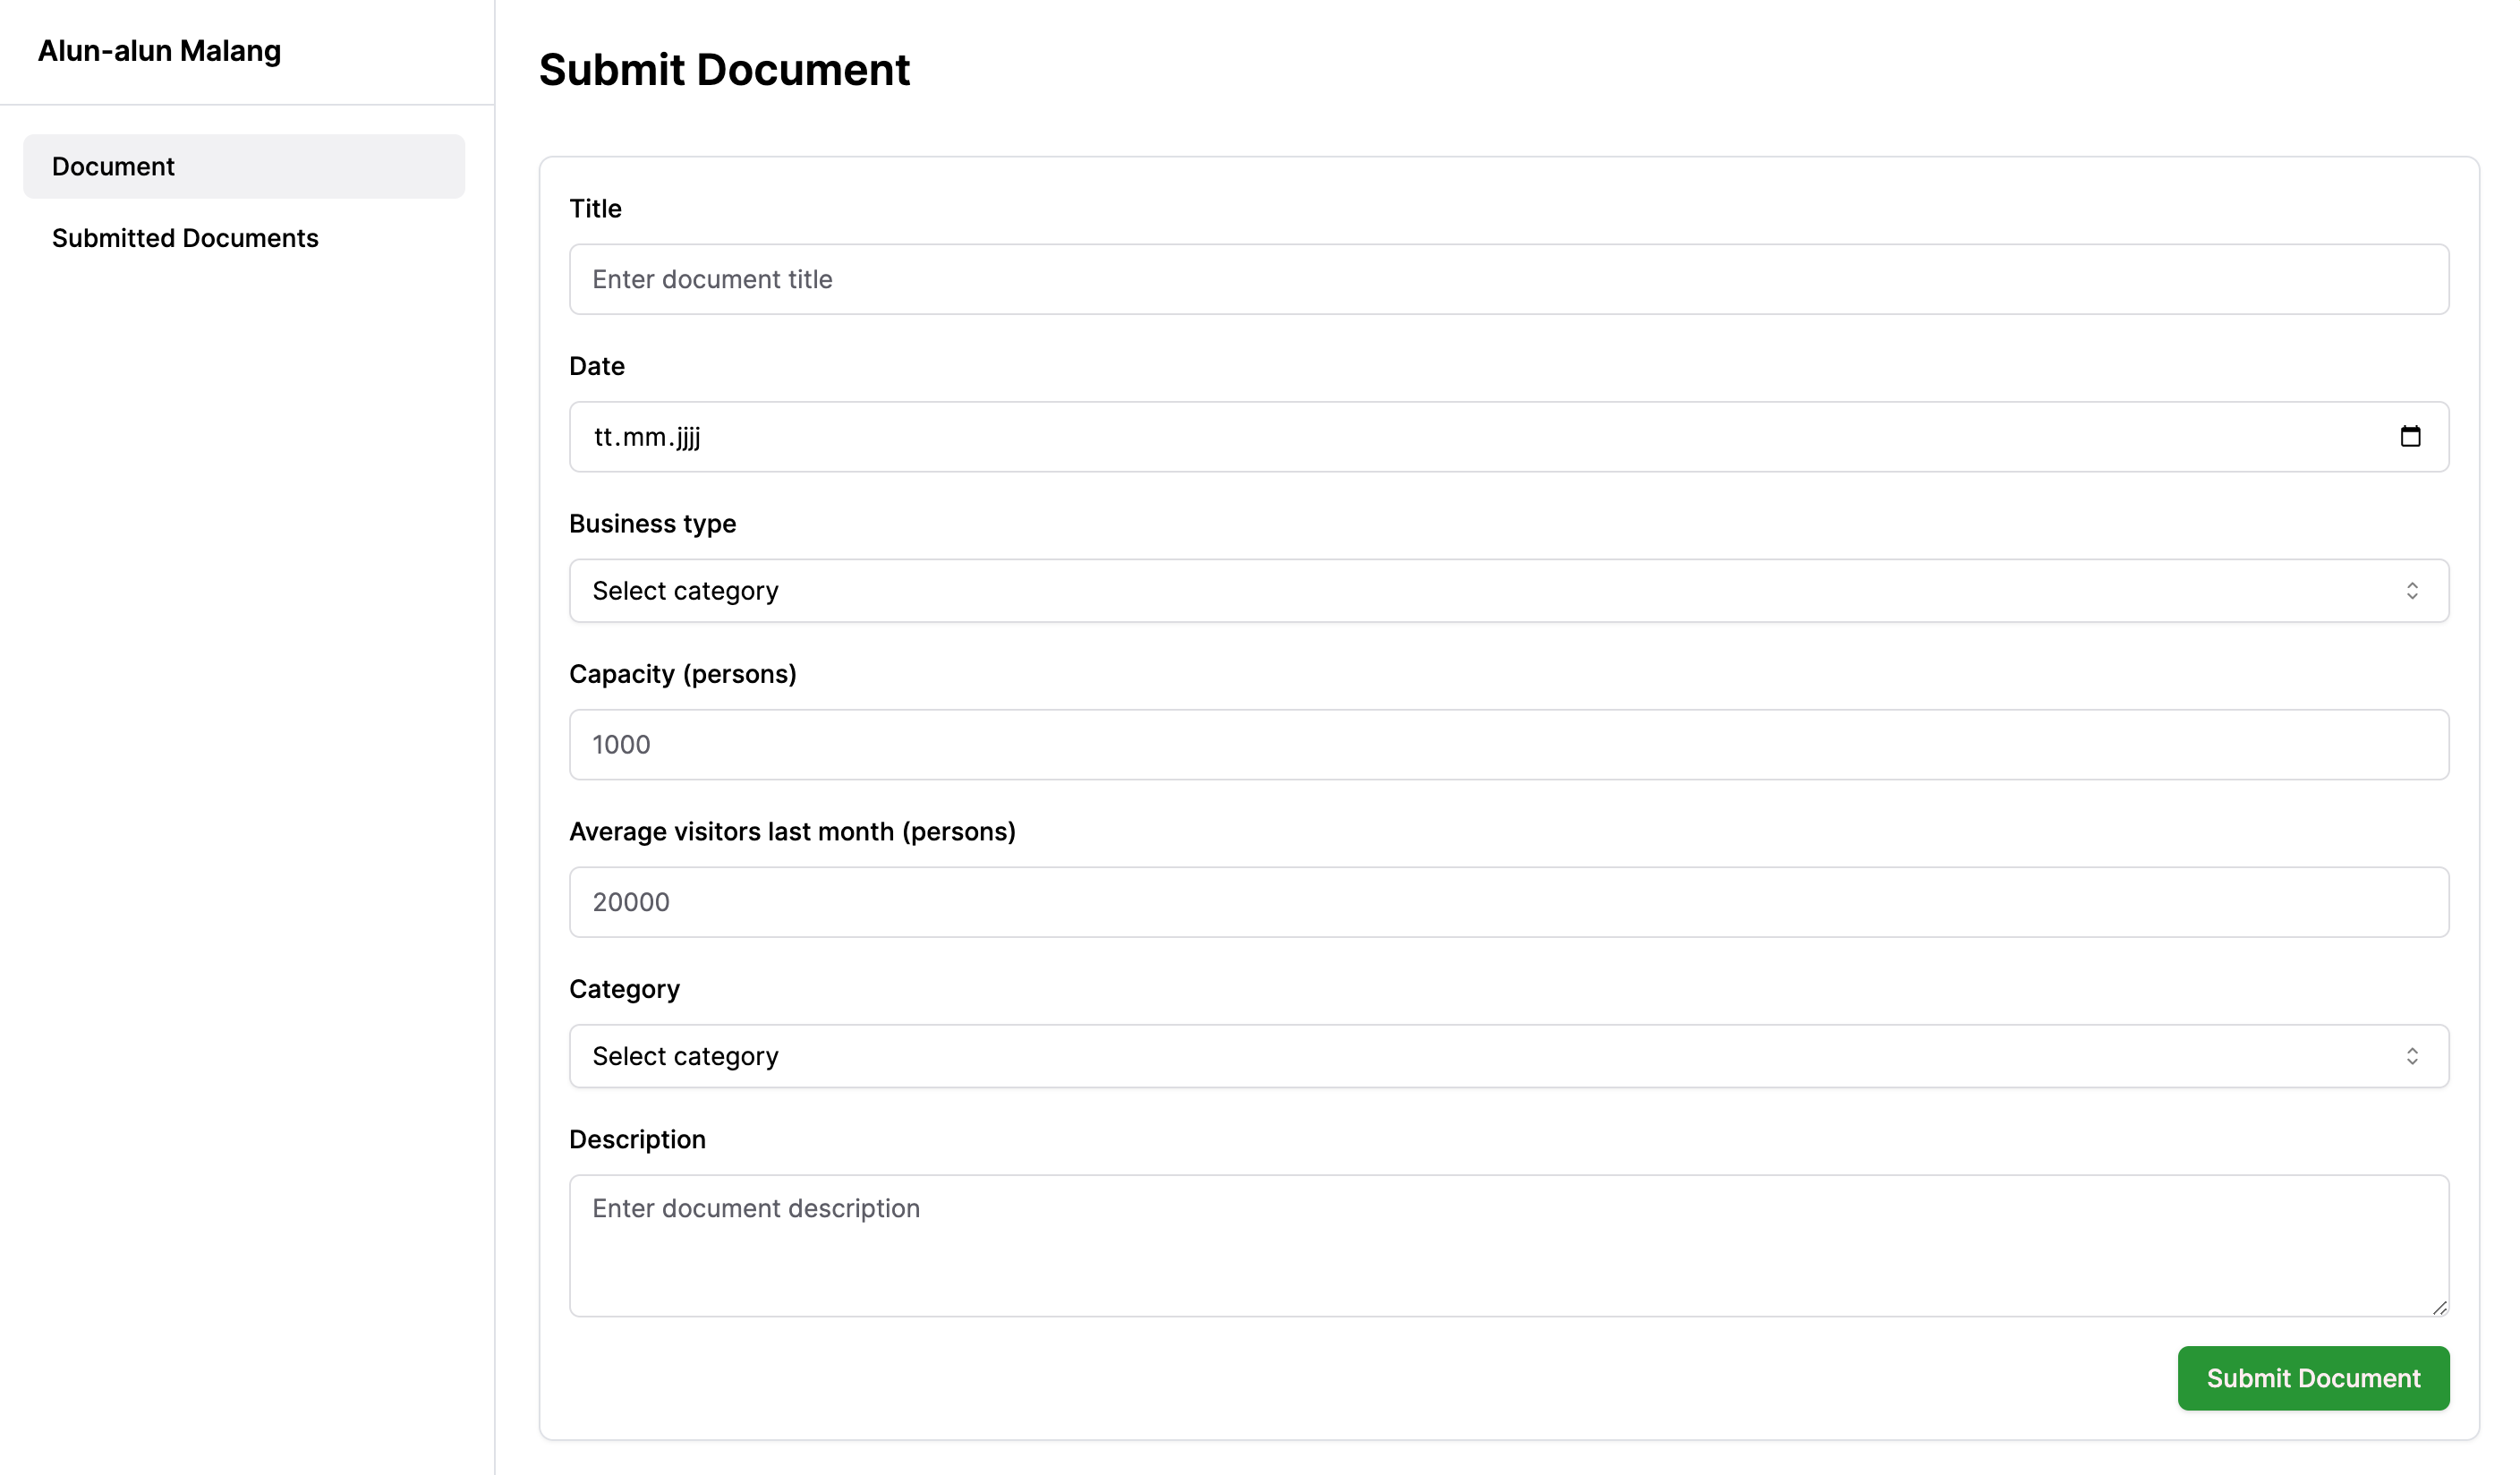 Alun-alun Malang
Document
Submitted Documents
Submit Document
Title
Enter document title
Date
tt.mm.jjjj
Business type
Select category
Capacity (persons)
1000
Average visitors last month (persons)
20000
Category
Select category
Description
Enter document description
Submit Document